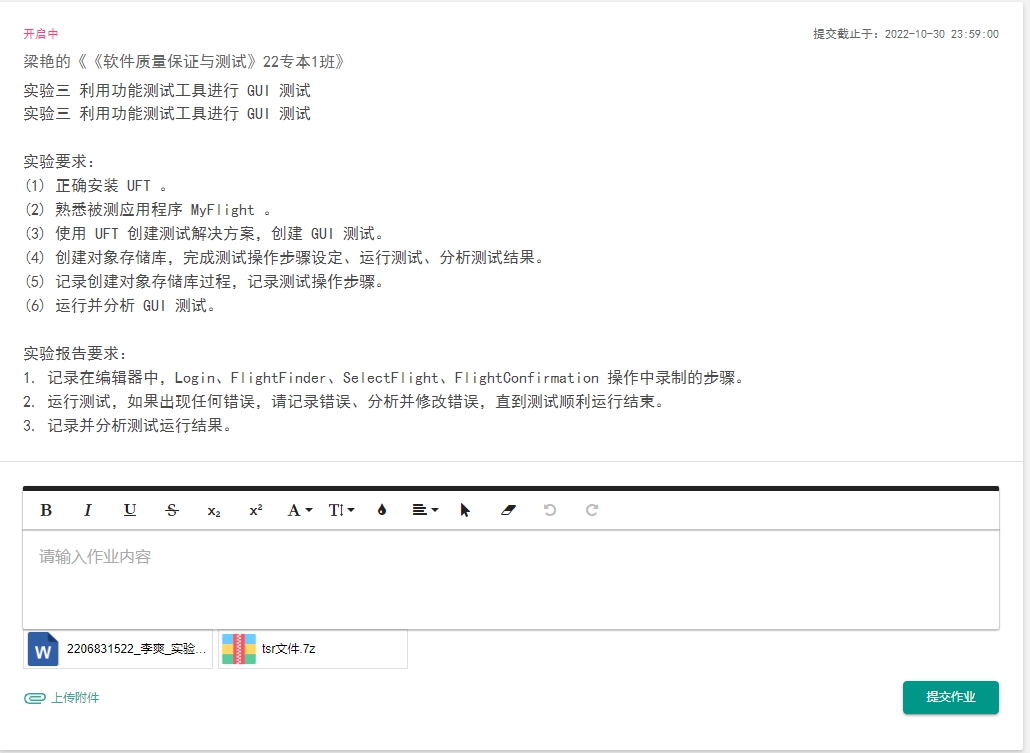 开启中
提交截止于：2022-10-30 23:59:00
梁艳的《《软件质量保证与测试》22专本1班》
实验三 利用功能测试工具进行 GUI 测试
实验三 利用功能测试工具进行 GUI 测试
实验要求：
(1) 正确安装 UFT 。
(2) 熟悉被测应用程序 MyFlight 。
(3) 使用 UFT 创建测试解决方案，创建 GUI 测试。
(4) 创建对象存储库，完成测试操作步骤设定、运行测试、分析测试结果。
(5) 记录创建对象存储库过程，记录测试操作步骤。
(6) 运行并分析 GUI 测试。
实验报告要求：
1. 记录在编辑器中，Login、FlightFinder、SelectFlight、FlightConfirmation 操作中录制的步骤。
2. 运行测试，如果出现任何错误，请记录错误、分析并修改错误，直到测试顺利运行结束。
3. 记录并分析测试运行结果。
B I U S x₂ x² A T
请输入作业内容
W 2206831522_李爽_实验... tsr文件.7z
上传附件
提交作业